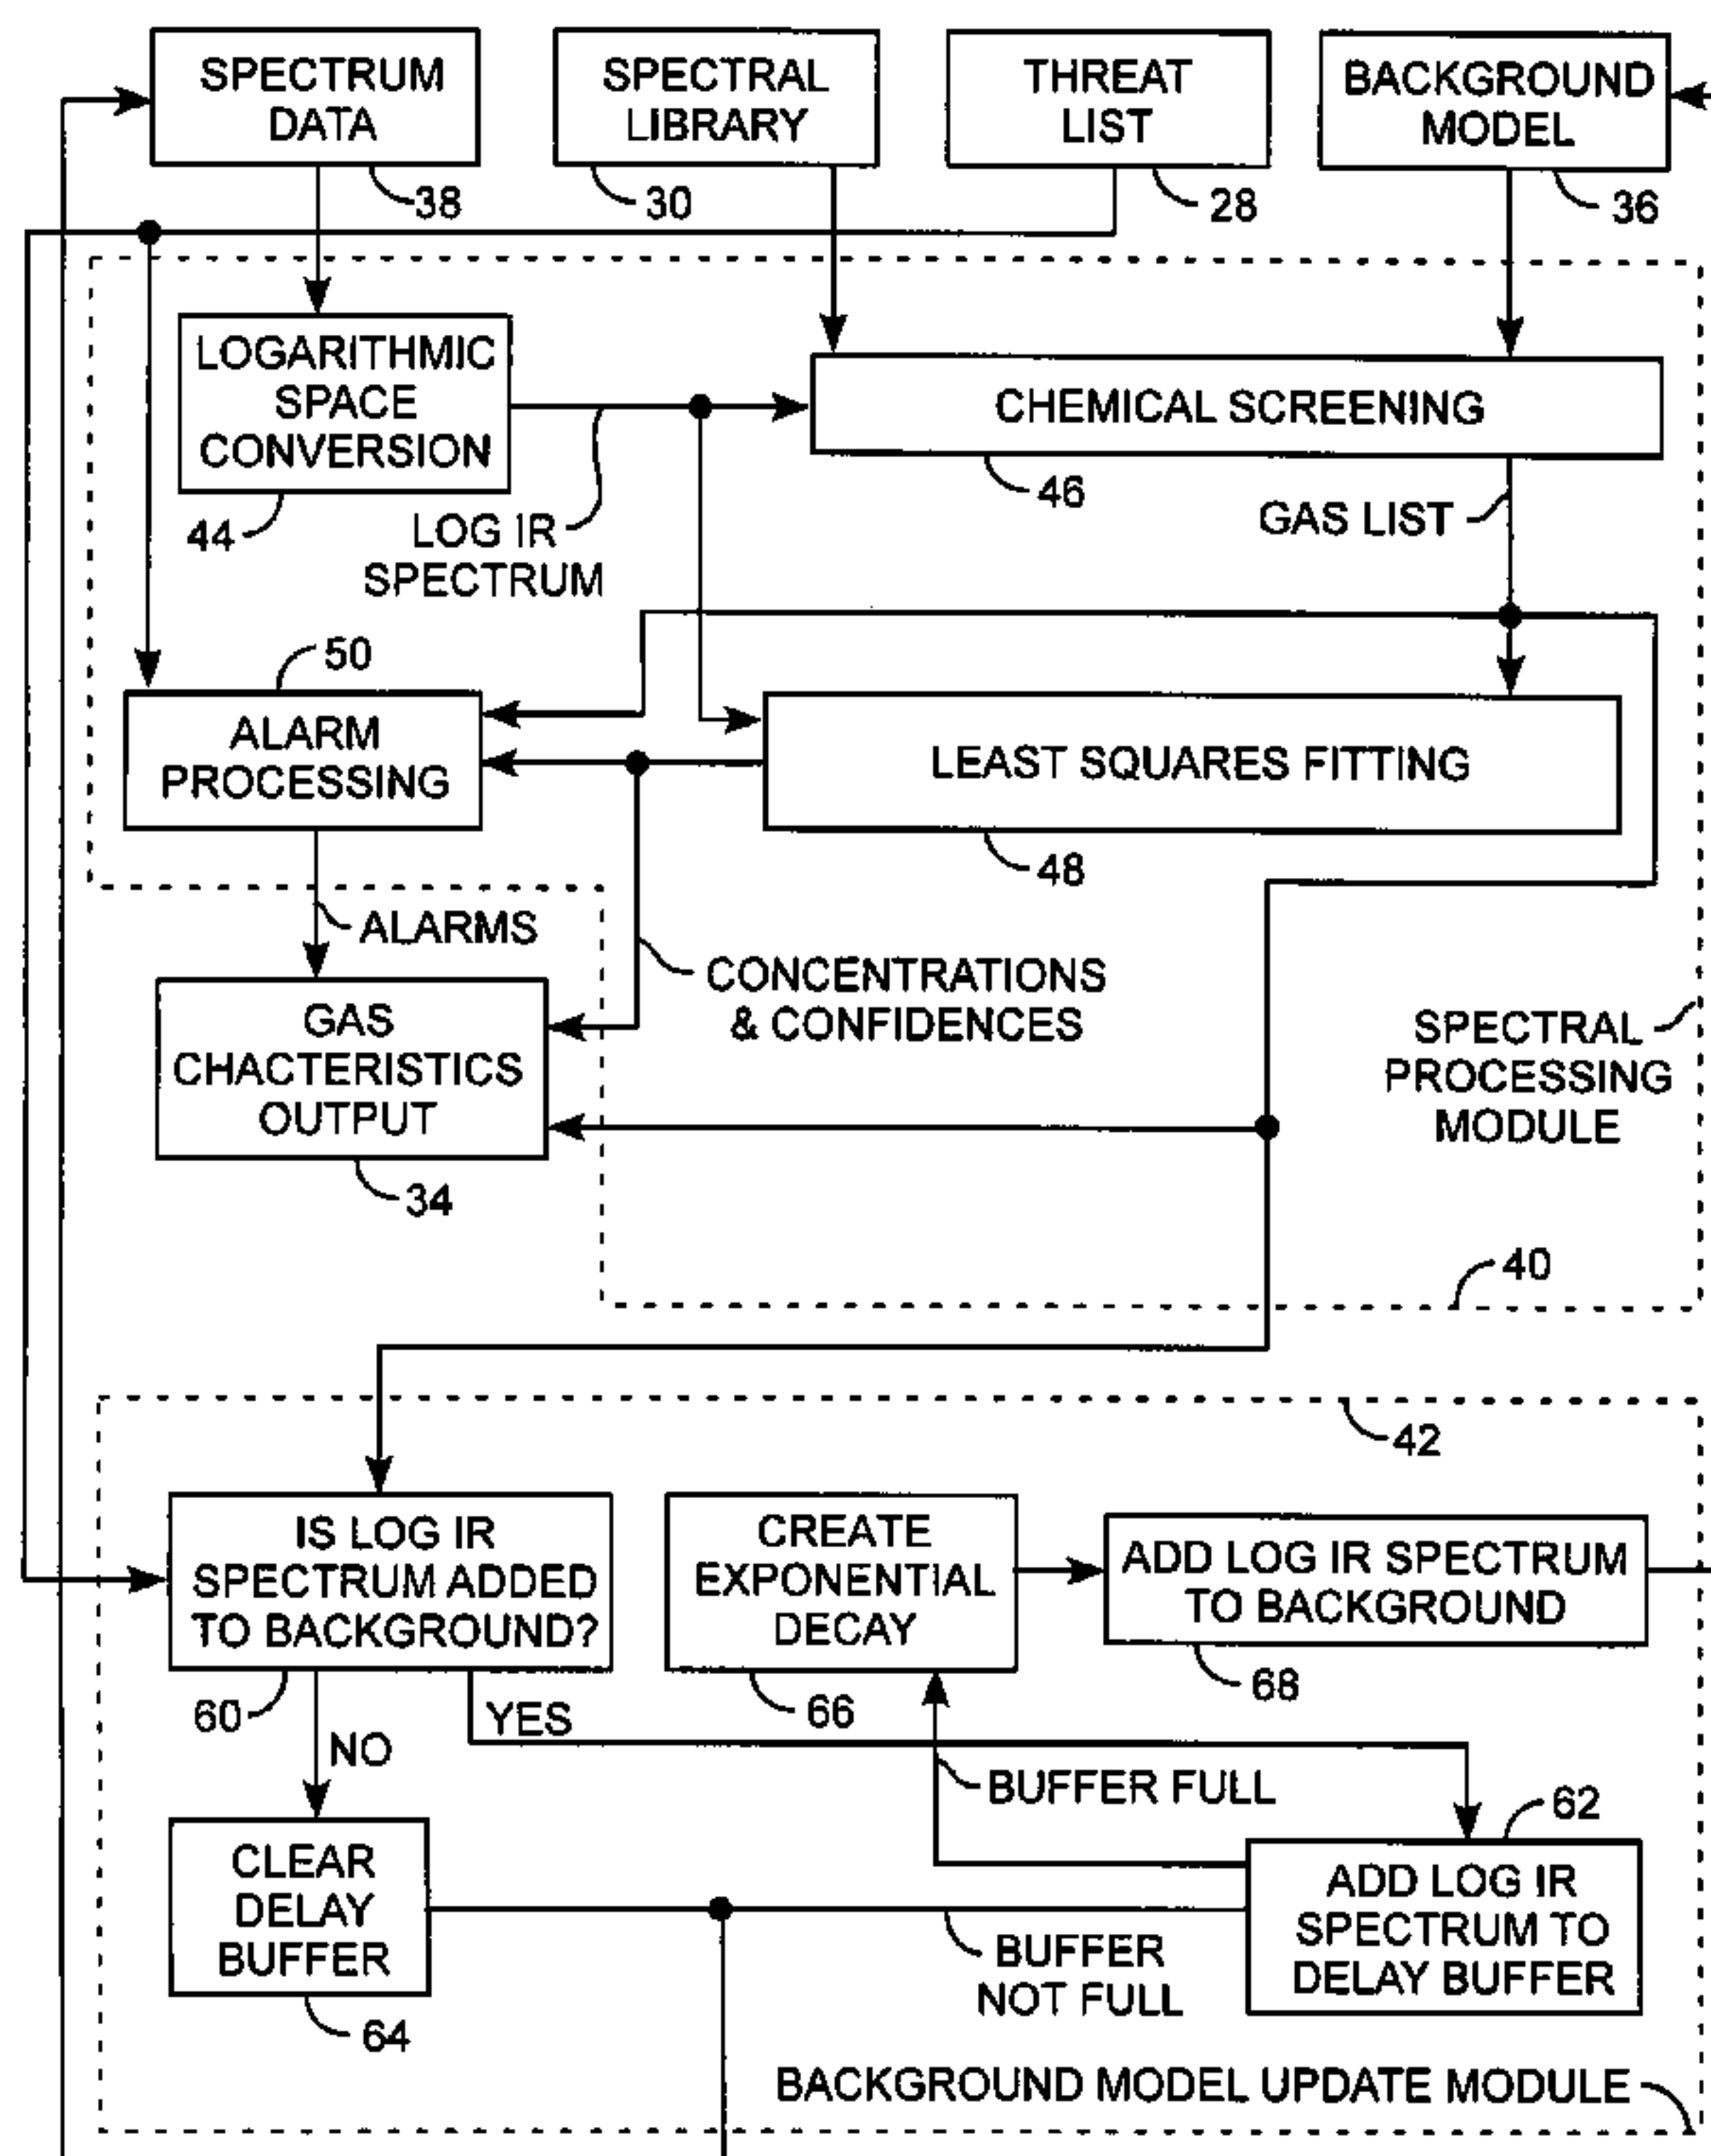 SPECTRUM
DATA
38
SPECTRAL
LIBRARY
30
THREAT
LIST
28
BACKGROUND
MODEL
36
LOGARITHMIC
SPACE
CONVERSION
44
LOG IR
SPECTRUM
CHEMICAL SCREENING
46
GAS LIST
50
ALARM
PROCESSING
LEAST SQUARES FITTING
48
ALARMS
CONCENTRATIONS
& CONFIDENCES
GAS
CHACTERISTICS
OUTPUT
34
SPECTRAL
PROCESSING
MODULE
40
42
IS LOG IR
SPECTRUM ADDED
TO BACKGROUND?
60
CREATE
EXPONENTIAL
DECAY
66
ADD LOG IR SPECTRUM
TO BACKGROUND
68
YES
NO
BUFFER FULL
62
CLEAR
DELAY
BUFFER
64
ADD LOG IR
SPECTRUM TO
DELAY BUFFER
BUFFER
NOT FULL
BACKGROUND MODEL UPDATE MODULE